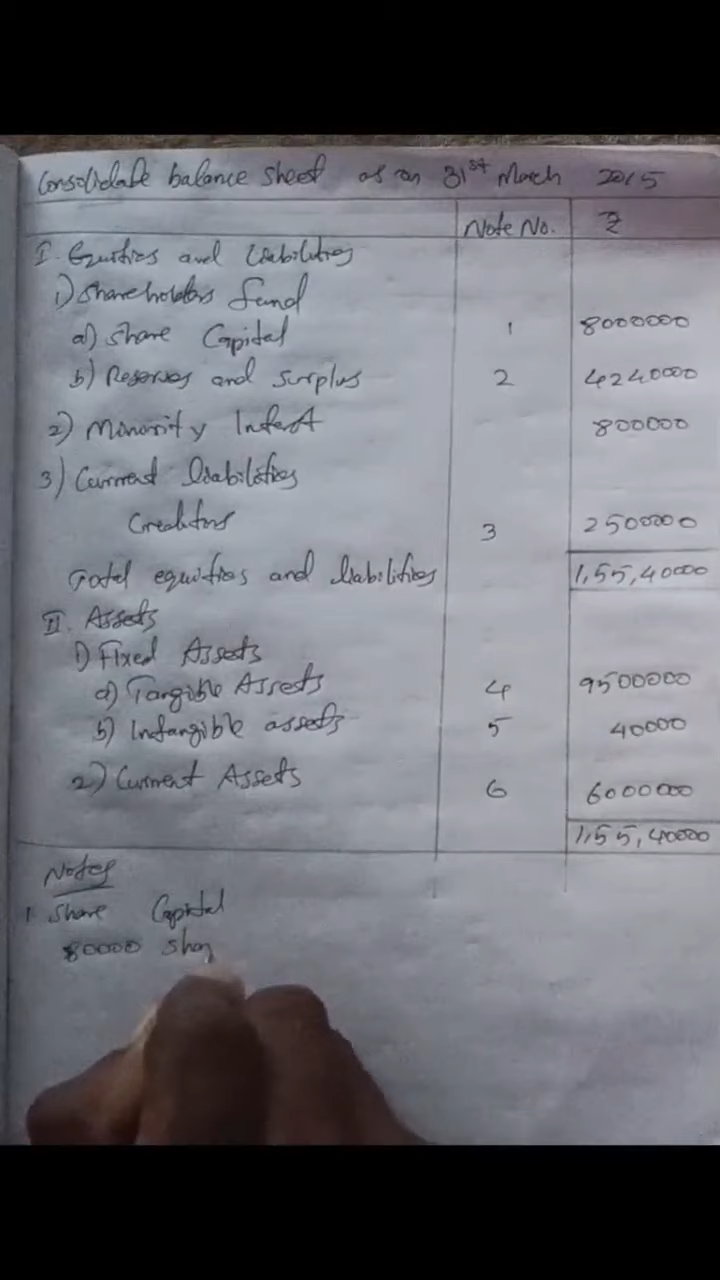 Consolidate balance sheet as on 31st March 2015
Note No. ₹
I. Equities and Liabilities
1) Shareholders fund
a) Share Capital 1 8000000
b) Reserves and surplus 2 4240000
2) Minority Intest 800000
3) Current liabilities
Creditors 3 2500000
Total equities and liabilities 1,55,40000
II. Assets
1) Fixed Assets
a) Tangible Assets 4 9500000
b) Intangible assets 5 40000
2) Current Assets 6 6000000
1,55,40000
Notes
1. Share Capital
80000 Shar